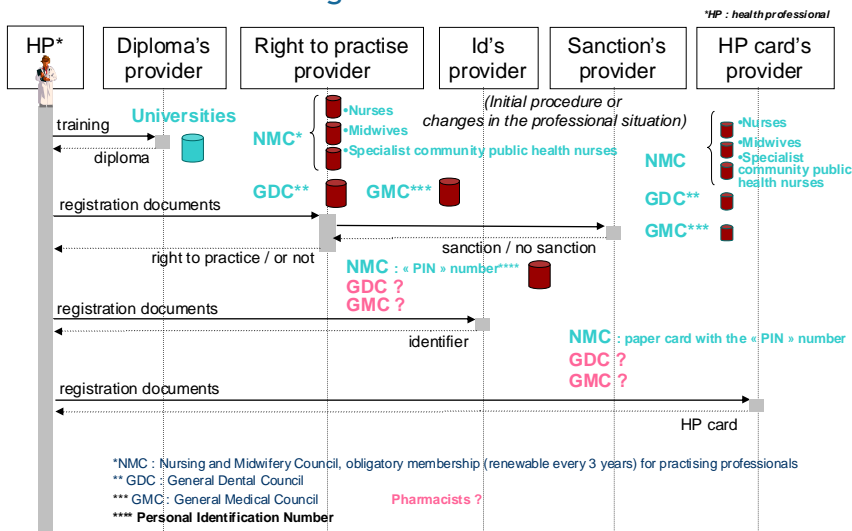 *HP : health professional
HP*
Diploma's
provider
Right to practise
provider
Id's
provider
Sanction's
provider
HP card's
provider
(Initial procedure or
changes in the professional situation)
training
diploma
Universities
NMC*
•Nurses
•Midwives
•Specialist community public health nurses
GDC**
GMC***
NMC
•Nurses
•Midwives
•Specialist
community public
health nurses
GDC**
GMC***
registration documents
sanction / no sanction
right to practice / or not
NMC : « PIN » number****
GDC ?
GMC ?
registration documents
identifier
NMC : paper card with the « PIN » number
GDC ?
GMC ?
registration documents
HP card
*NMC : Nursing and Midwifery Council, obligatory membership (renewable every 3 years) for practising professionals
** GDC : General Dental Council
*** GMC : General Medical Council
Pharmacists ?
**** Personal Identification Number